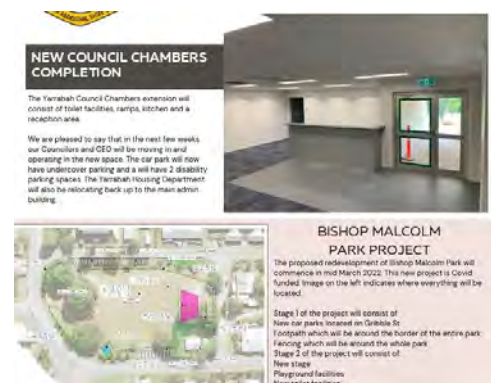 NEW COUNCIL CHAMBERS
COMPLETION
The Yarrabah Council Chambers extension will
consist of toilet facilities, ramps, kitchen and a
reception area.
We are pleased to say that in the next few weeks
our Councillors and CEO will be moving in and
operating in the new space. The car park will now
have undercover parking and a will have 2 disability
parking spaces. The Yarrabah Housing Department
will also be relocating back up to the main admin
building.
BISHOP MALCOLM
PARK PROJECT
The proposed redevelopment of Bishop Malcolm Park will
commence in mid March 2022. This new project is Covid
funded. Image on the left indicates where everything will be
located.
Stage 1 of the project will consist of
New car parks located on Gribble St
Footpath which will be around the border of the entire park
Fencing which will be around the whole park
Stage 2 of the project will consist of
New stage
Playground facilities
New toilet facilities